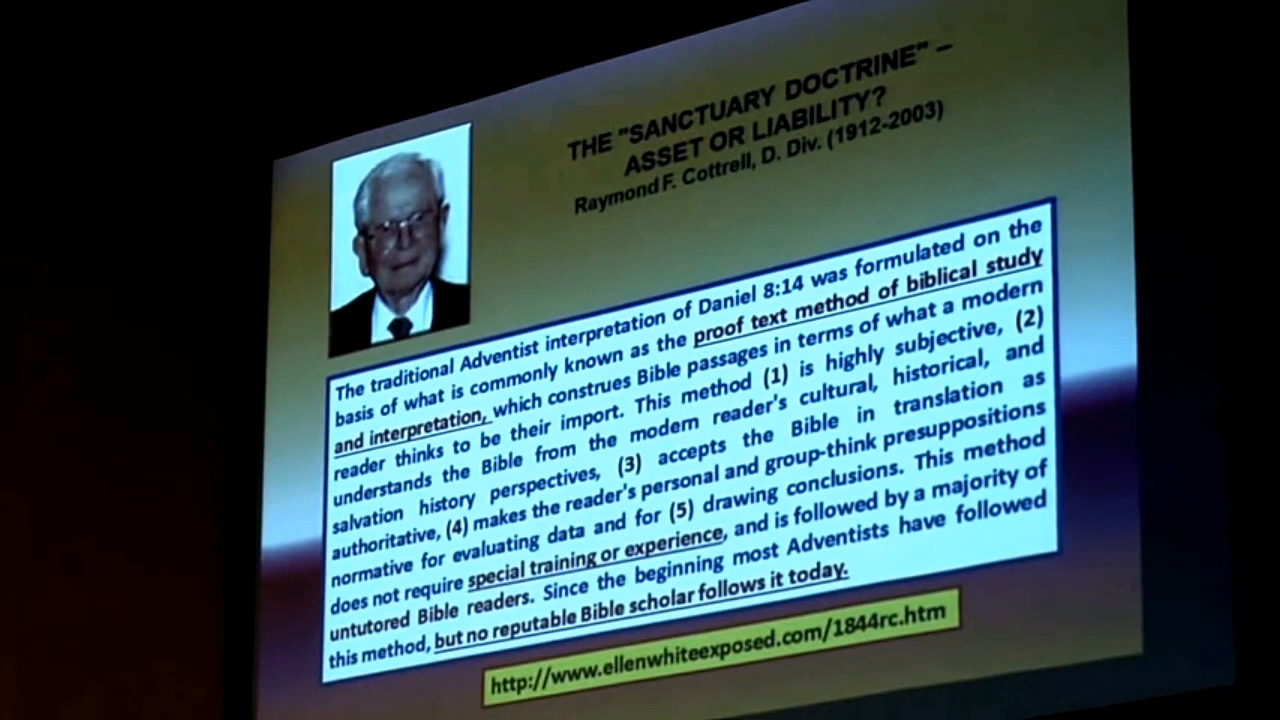 THE "SANCTUARY DOCTRINE" –
ASSET OR LIABILITY?
Raymond F. Cottrell, D. Div. (1912-2003)
The traditional Adventist interpretation of Daniel 8:14 was formulated on the
basis of what is commonly known as the proof text method of biblical study
and interpretation, which construes Bible passages in terms of what a modern
reader thinks to be their import. This method (1) is highly subjective, (2)
understands the Bible from the modern reader's cultural, historical, and
salvation history perspectives, (3) accepts the Bible in translation as
authoritative, (4) makes the reader's personal and group-think presuppositions
normative for evaluating data and for (5) drawing conclusions. This method
does not require special training or experience, and is followed by a majority of
untutored Bible readers. Since the beginning most Adventists have followed
this method, but no reputable Bible scholar follows it today.
http://www.ellenwhiteexposed.com/1844rc.htm